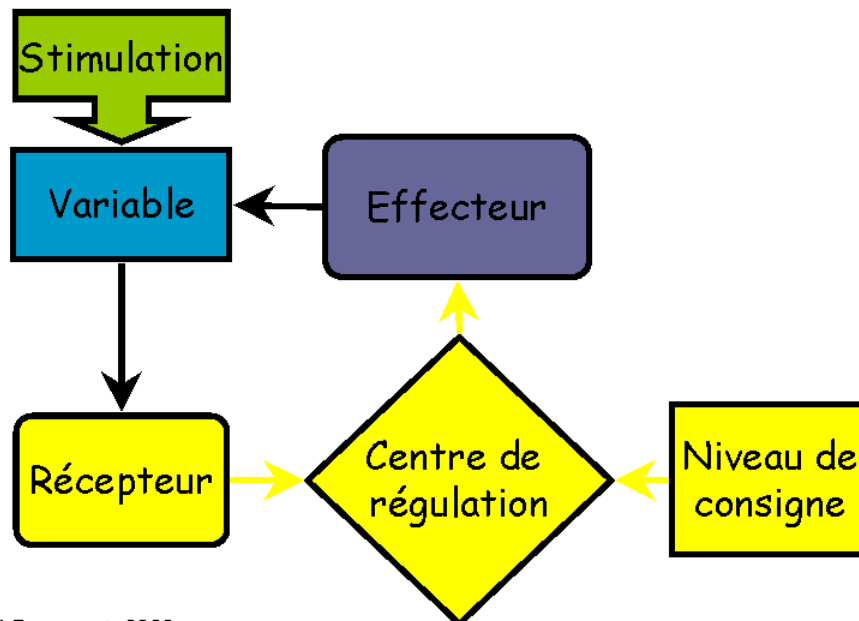 Stimulation
Variable
Effecteur
Récepteur
Centre de
régulation
Niveau de
consigne